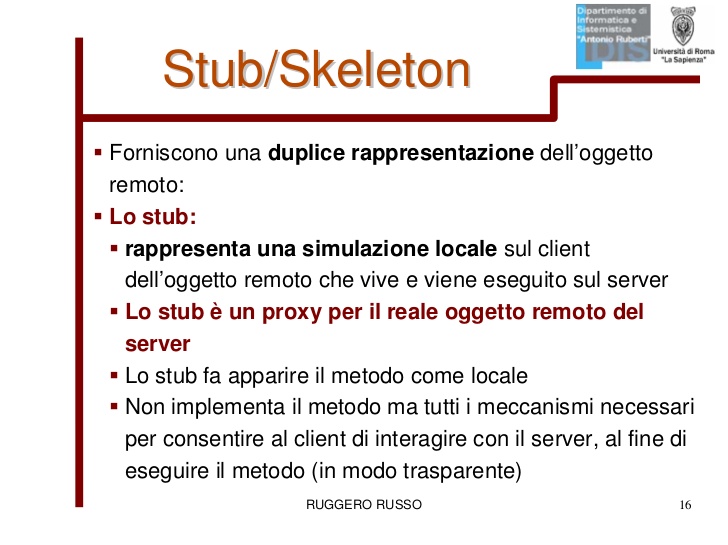 Dipartimento di
Informatica e
Sistemistica
"Antonio Ruberti"
Università di Roma
"La Sapienza"
Stub/Skeleton
▪ Forniscono una duplice rappresentazione dell'oggetto
remoto:
▪ Lo stub:
▪ rappresenta una simulazione locale sul client
dell'oggetto remoto che vive e viene eseguito sul server
▪ Lo stub è un proxy per il reale oggetto remoto del
server
▪ Lo stub fa apparire il metodo come locale
▪ Non implementa il metodo ma tutti i meccanismi necessari
per consentire al client di interagire con il server, al fine di
eseguire il metodo (in modo trasparente)
RUGGERO RUSSO
16